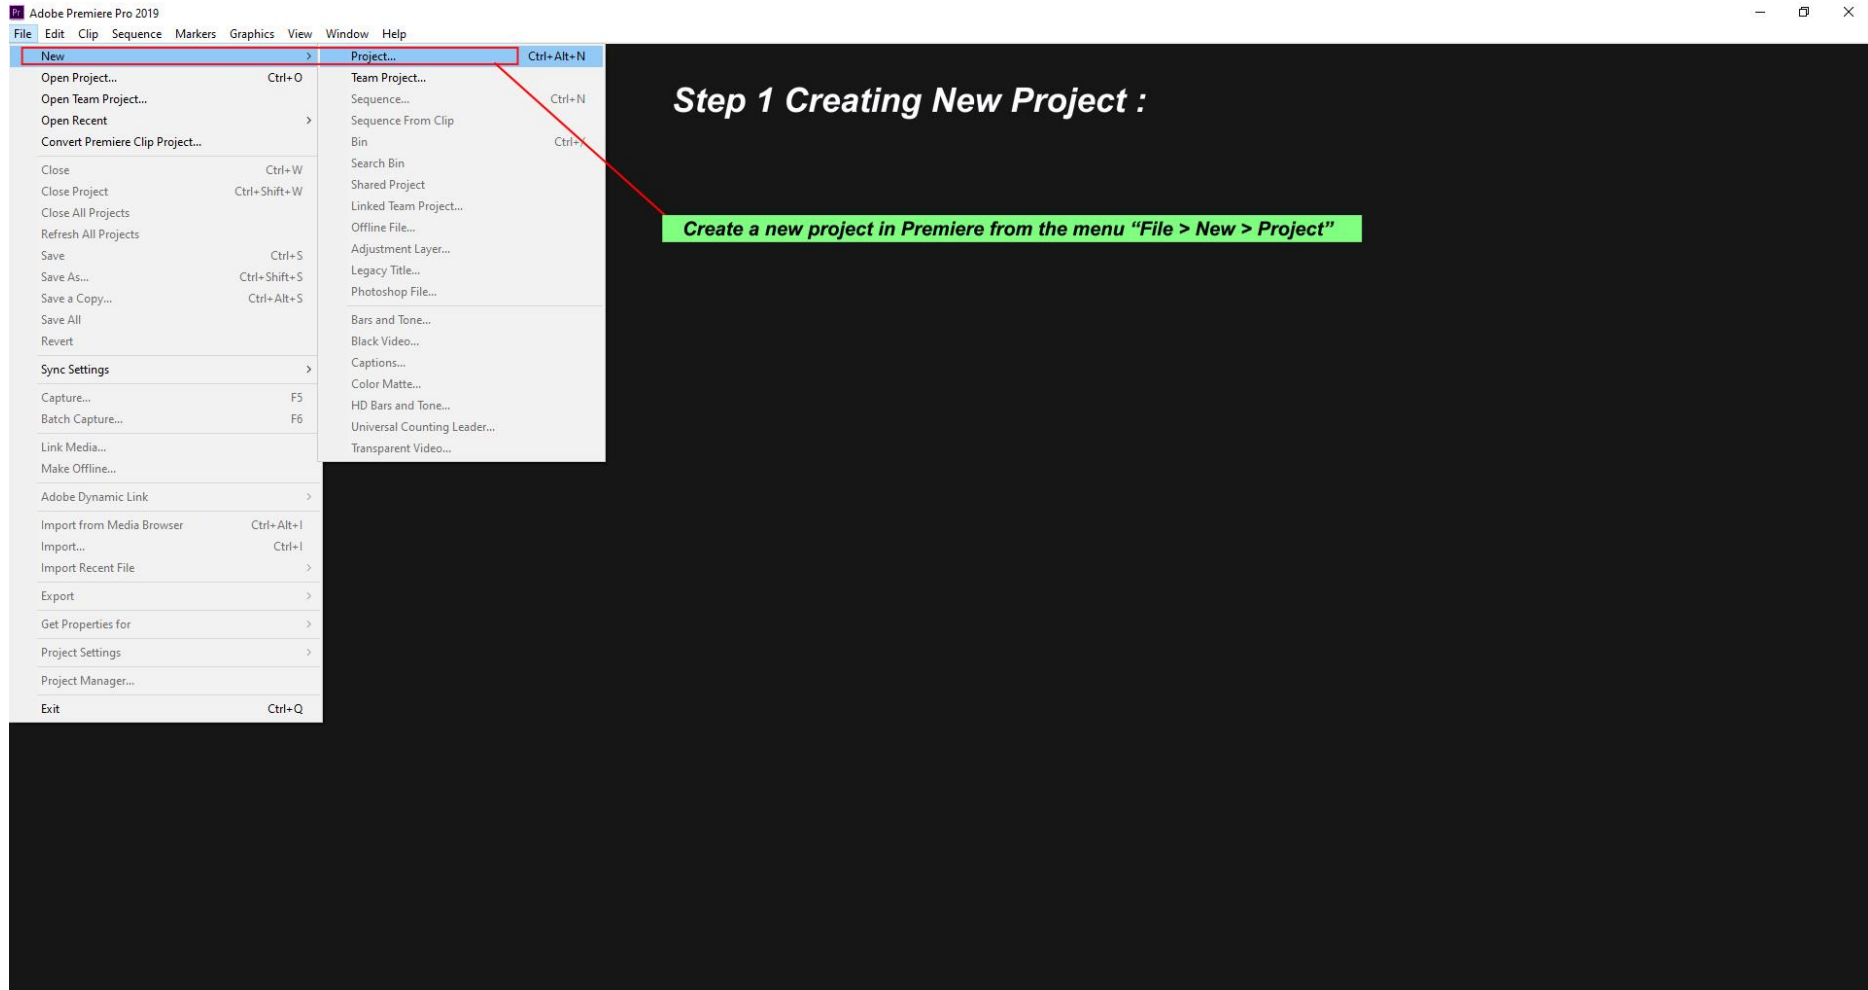 Adobe Premiere Pro 2019
File Edit Clip Sequence Markers Graphics View Window Help
New
Open Project... Ctrl+O
Open Team Project...
Open Recent
Convert Premiere Clip Project...
Close Ctrl+W
Close Project Ctrl+Shift+W
Close All Projects
Refresh All Projects
Save Ctrl+S
Save As... Ctrl+Shift+S
Save a Copy... Ctrl+Alt+S
Save All
Revert
Sync Settings
Capture... F5
Batch Capture... F6
Link Media...
Make Offline...
Adobe Dynamic Link
Import from Media Browser Ctrl+Alt+I
Import... Ctrl+I
Import Recent File
Export
Get Properties for
Project Settings
Project Manager...
Exit Ctrl+Q
Project... Ctrl+Alt+N
Team Project...
Sequence... Ctrl+N
Sequence From Clip
Bin Ctrl+/
Search Bin
Shared Project
Linked Team Project...
Offline File...
Adjustment Layer...
Legacy Title...
Photoshop File...
Bars and Tone...
Black Video...
Captions...
Color Matte...
HD Bars and Tone...
Universal Counting Leader...
Transparent Video...
Step 1 Creating New Project :
Create a new project in Premiere from the menu “File > New > Project”